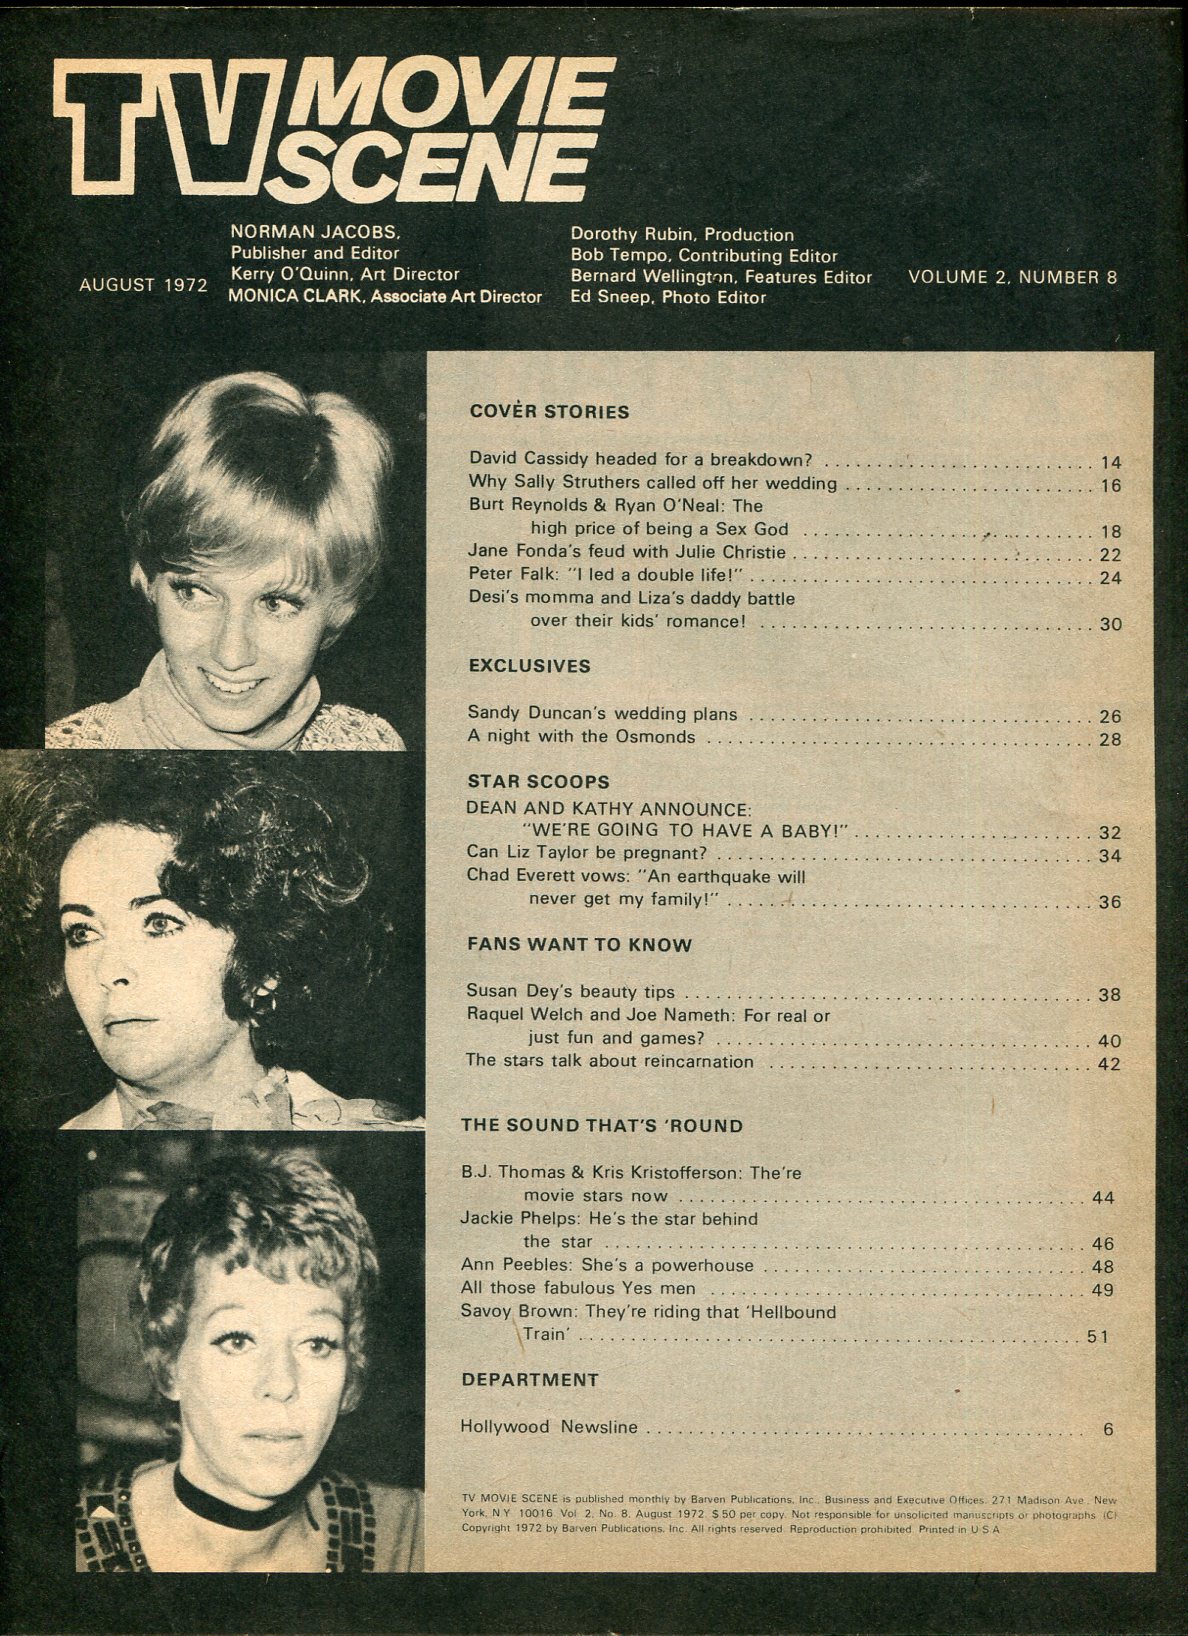 TV MOVIE
SCENE
AUGUST 1972
NORMAN JACOBS,
Publisher and Editor
Kerry O'Quinn, Art Director
MONICA CLARK, Associate Art Director
Dorothy Rubin, Production
Bob Tempo, Contributing Editor
Bernard Wellington, Features Editor
Ed Sneep, Photo Editor
VOLUME 2, NUMBER 8
COVER STORIES
David Cassidy headed for a breakdown? .......................... 14
Why Sally Struthers called off her wedding ........................ 16
Burt Reynolds & Ryan O'Neal: The
high price of being a Sex God ............................ 18
Jane Fonda's feud with Julie Christie ............................. 22
Peter Falk: "I led a double life!" ................................. 24
Desi's momma and Liza's daddy battle
over their kids' romance! ................................ 30
EXCLUSIVES
Sandy Duncan's wedding plans ................................. 26
A night with the Osmonds ..................................... 28
STAR SCOOPS
DEAN AND KATHY ANNOUNCE:
"WE'RE GOING TO HAVE A BABY!" ....................... 32
Can Liz Taylor be pregnant? .................................... 34
Chad Everett vows: "An earthquake will
never get my family!" ................................... 36
FANS WANT TO KNOW
Susan Dey's beauty tips ....................................... 38
Raquel Welch and Joe Nameth: For real or
just fun and games? .................................... 40
The stars talk about reincarnation ............................... 42
THE SOUND THAT'S 'ROUND
B.J. Thomas & Kris Kristofferson: The're
movie stars now ....................................... 44
Jackie Phelps: He's the star behind
the star .............................................. 46
Ann Peebles: She's a powerhouse ............................... 48
All those fabulous Yes men .................................... 49
Savoy Brown: They're riding that 'Hellbound
Train' ................................................ 51
DEPARTMENT
Hollywood Newsline .......................................... 6
TV MOVIE SCENE is published monthly by Barven Publications, Inc., Business and Executive Offices, 271 Madison Ave., New
York, N.Y. 10016. Vol. 2, No. 8, August 1972. $.50 per copy. Not responsible for unsolicited manuscripts or photographs. (C)
Copyright 1972 by Barven Publications, Inc. All rights reserved. Reproduction prohibited. Printed in U.S.A.